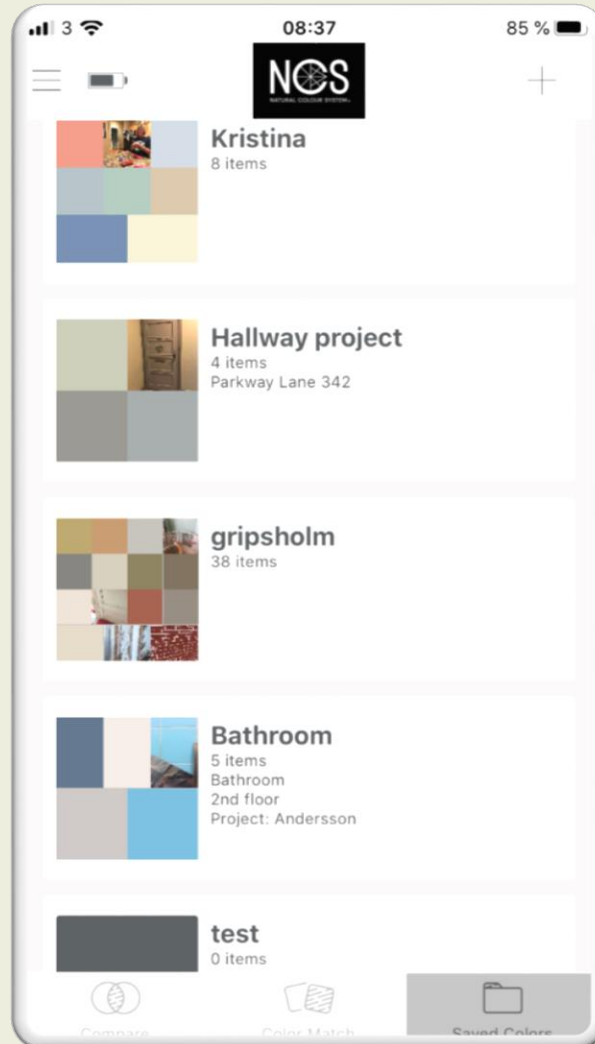 3
08:37
85 %
NCS
NATURAL COLOUR SYSTEM
Kristina
8 items
Hallway project
4 items
Parkway Lane 342
gripsholm
38 items
Bathroom
5 items
Bathroom
2nd floor
Project: Andersson
test
0 items
Compare
Color Match
Saved Colors